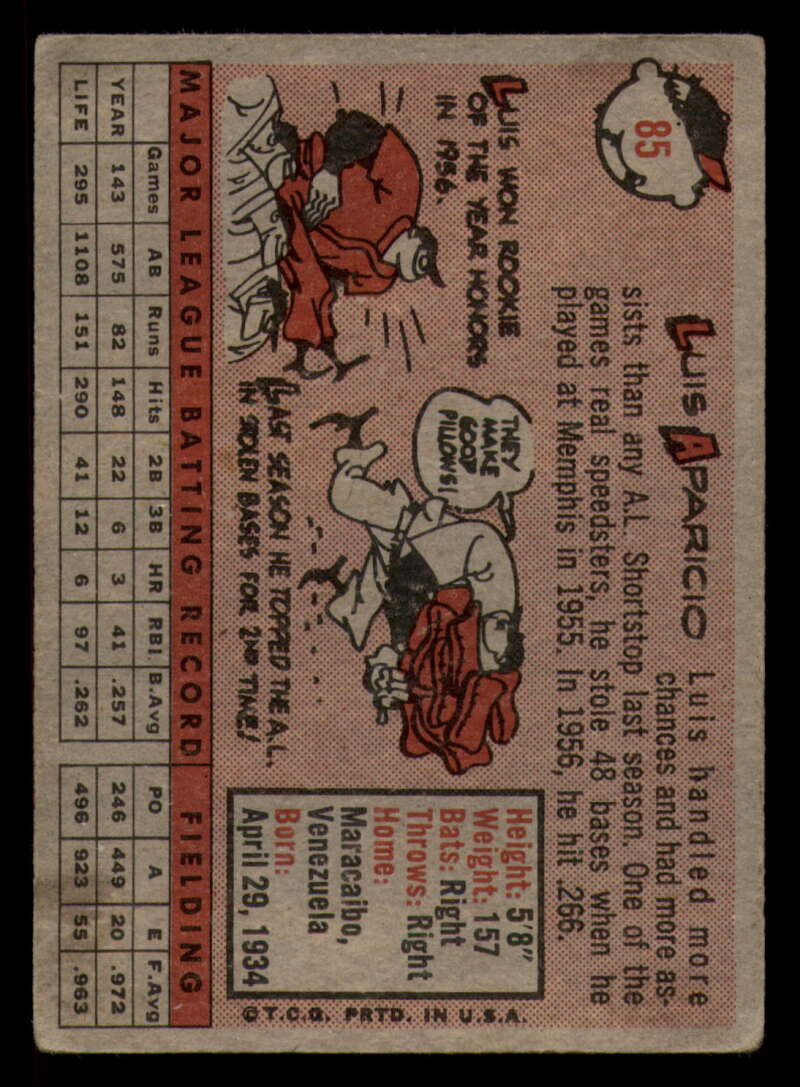 85
LUIS APARICIO Luis handled more
chances and had more as-
sists than any A.L. Shortstop last season. One of the
games real speedsters, he stole 48 bases when he
played at Memphis in 1955. In 1956, he hit .266.
LUIS WON ROOKIE
OF THE YEAR HONORS
IN 1956.
THEY
MAKE
GOOD
PILLOWS!
LAST SEASON HE TOPPED THE A.L.
IN STOLEN BASES FOR 2ND TIME!
Height: 5'8"
Weight: 157
Bats: Right
Throws: Right
Home:
Maracaibo,
Venezuela
Born:
April 29, 1934
© T.C.G. PRTD. IN U.S.A.
MAJOR LEAGUE BATTING RECORD FIELDING
Games AB Runs Hits 2B 3B HR RBI. B.Avg PO A E F.Avg
YEAR 143 575 82 148 22 6 3 41 .257 246 449 20 .972
LIFE 295 1108 151 290 41 12 6 97 .262 496 923 55 .963